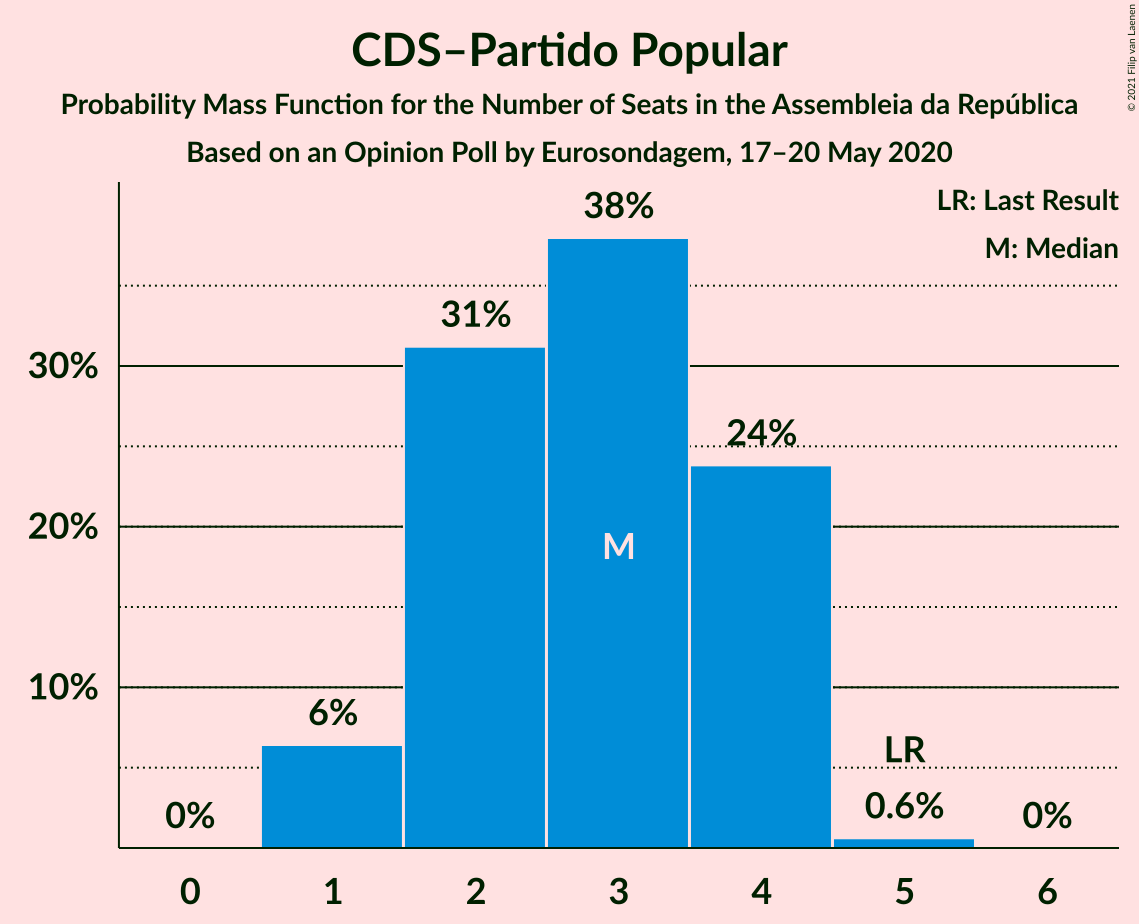 CDS–Partido Popular
Probability Mass Function for the Number of Seats in the Assembleia da República
Based on an Opinion Poll by Eurosondagem, 17–20 May 2020
© 2021 Filip van Laenen
LR: Last Result
M: Median
38%
31%
30%
24%
20%
M
10%
6%
LR
0%
0.6%
0%
0 1 2 3 4 5 6